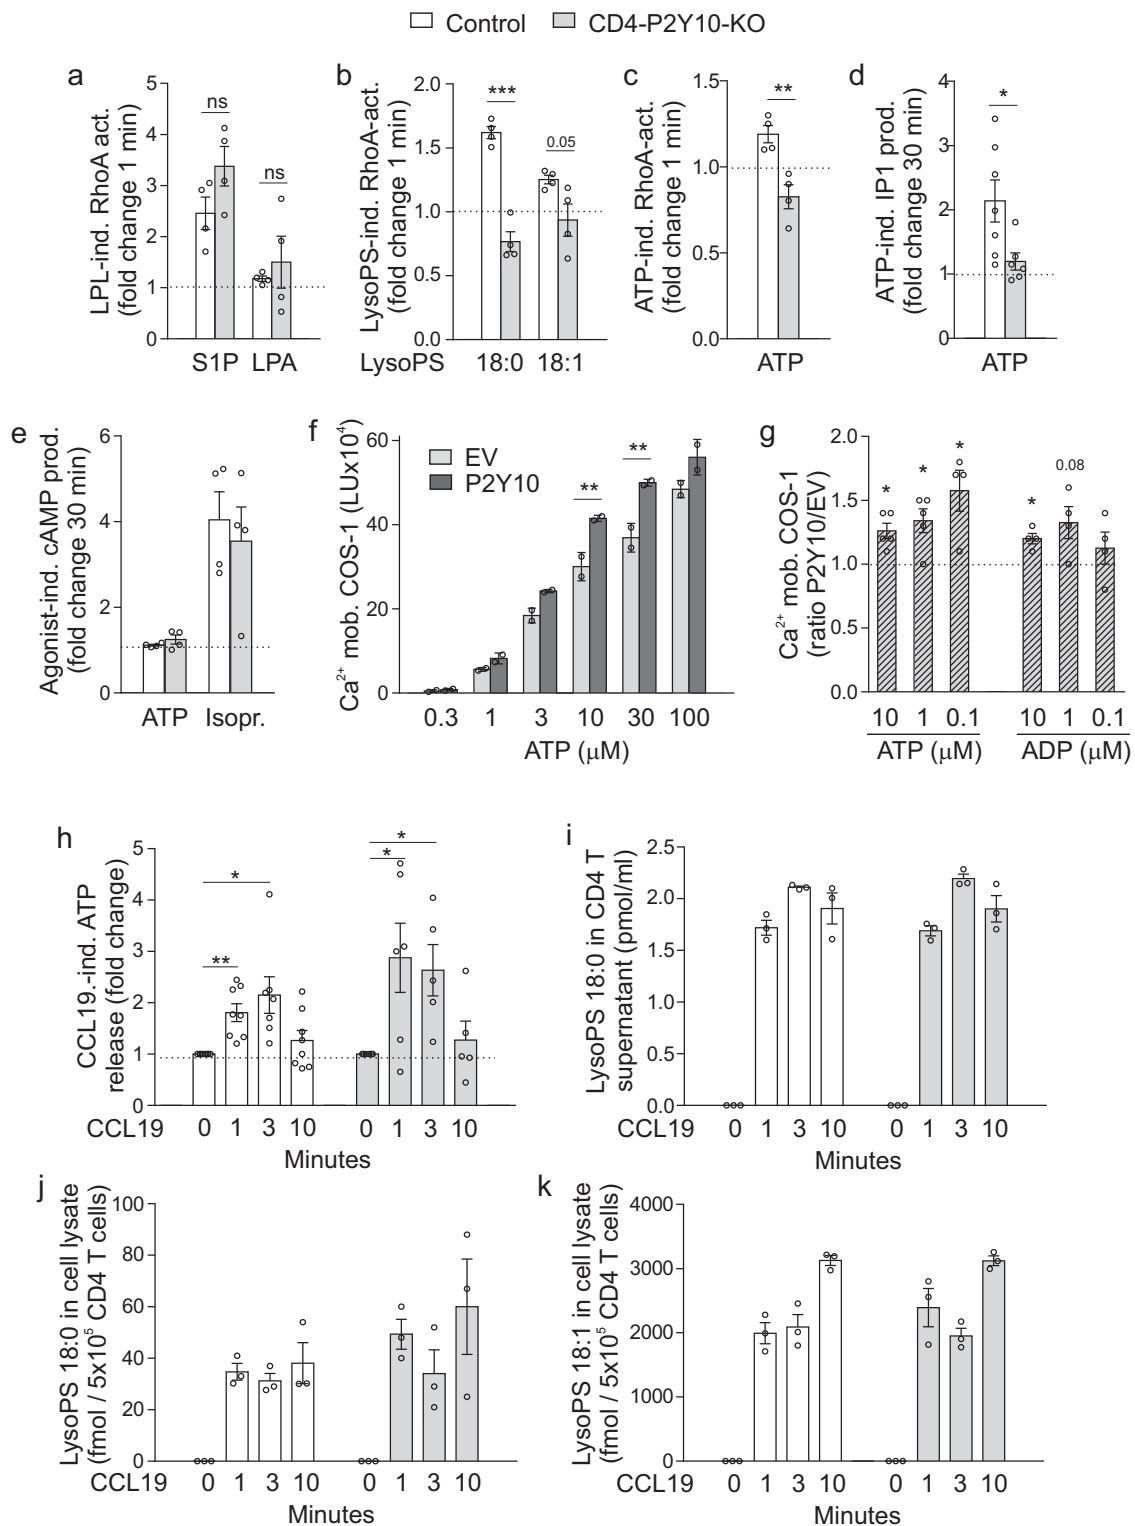 Control CD4-P2Y10-KO
a
LPL-ind. RhoA act.
(fold change 1 min)
5
4
3
2
1
0
ns
ns
S1P LPA
b
LysoPS-ind. RhoA-act.
(fold change 1 min)
2.0
1.5
1.0
0.5
0.0
***
0.05
LysoPS 18:0 18:1
c
ATP-ind. RhoA-act.
(fold change 1 min)
1.5
1.0
0.5
0.0
**
ATP
d
ATP-ind. IP1 prod.
(fold change 30 min)
4
3
2
1
0
*
ATP
e
Agonist-ind. cAMP prod.
(fold change 30 min)
6
4
2
0
ATP Isopr.
f
Ca²⁺ mob. COS-1 (LUx10⁴)
60
40
20
0
EV
P2Y10
**
**
0.3 1 3 10 30 100
ATP (μM)
g
Ca²⁺ mob. COS-1
(ratio P2Y10/EV)
2.0
1.5
1.0
0.5
0.0
* * * * 0.08
10 1 0.1 10 1 0.1
ATP (μM) ADP (μM)
h
CCL19.-ind. ATP
release (fold change)
5
4
3
2
1
0
**
*
*
*
CCL19 0 1 3 10 0 1 3 10
Minutes
i
LysoPS 18:0 in CD4 T
supernatant (pmol/ml)
2.5
2.0
1.5
1.0
0.5
0.0
CCL19 0 1 3 10 0 1 3 10
Minutes
j
LysoPS 18:0 in cell lysate
(fmol / 5x10⁵ CD4 T cells)
100
80
60
40
20
0
CCL19 0 1 3 10 0 1 3 10
Minutes
k
LysoPS 18:1 in cell lysate
(fmol / 5x10⁵ CD4 T cells)
4000
3000
2000
1000
0
CCL19 0 1 3 10 0 1 3 10
Minutes